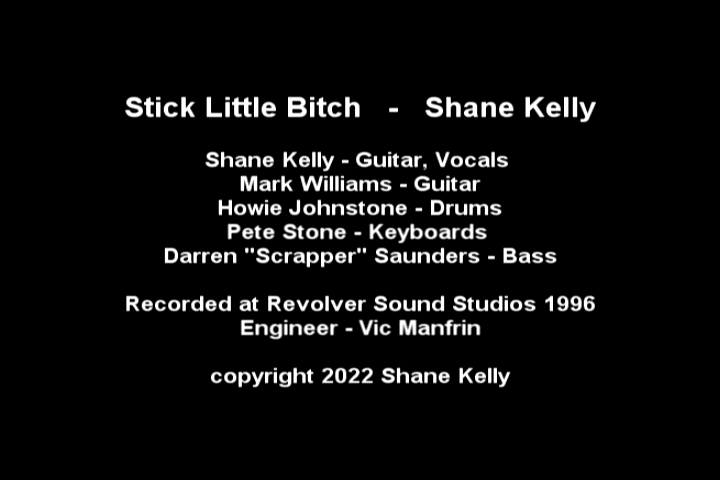 Stick Little Bitch - Shane Kelly
Shane Kelly - Guitar, Vocals
Mark Williams - Guitar
Howie Johnstone - Drums
Pete Stone - Keyboards
Darren "Scrapper" Saunders - Bass
Recorded at Revolver Sound Studios 1996
Engineer - Vic Manfrin
copyright 2022 Shane Kelly